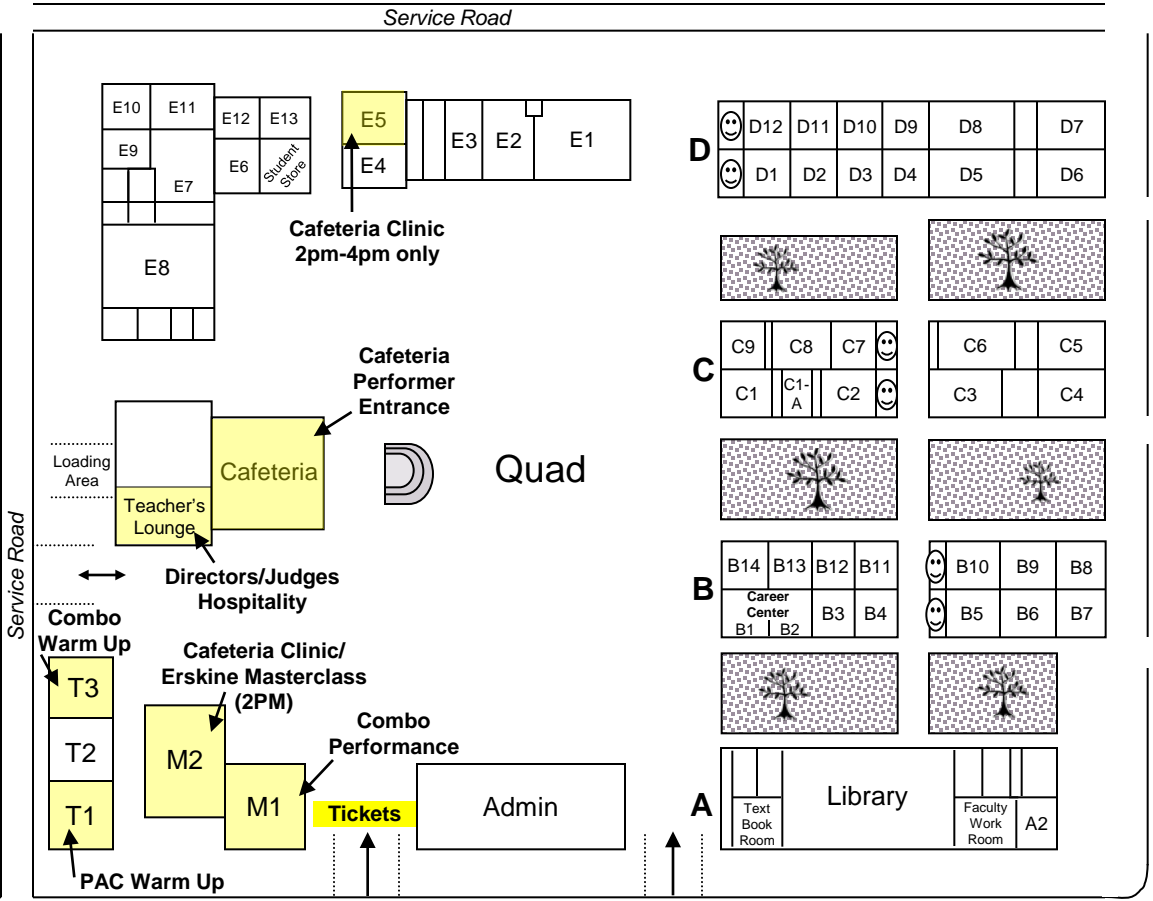 Service Road
E10
E11
E12
E13
E9
E6
Student
Store
E7
E8
E5
E4
E3
E2
E1
Cafeteria Clinic
2pm-4pm only
D
D12
D11
D10
D9
D8
D7
D1
D2
D3
D4
D5
D6
C
C9
C8
C7
C6
C5
C1
C1-
A
C2
C3
C4
Cafeteria
Performer
Entrance
Loading
Area
Cafeteria
Teacher's
Lounge
Quad
Directors/Judges
Hospitality
Service Road
B
B14
B13
B12
B11
B10
B9
B8
Career
Center
B1
B2
B3
B4
B5
B6
B7
Combo
Warm Up
T3
T2
T1
PAC Warm Up
Cafeteria Clinic/
Erskine Masterclass
(2PM)
M2
M1
Combo
Performance
Tickets
Admin
A
Text
Book
Room
Library
Faculty
Work
Room
A2